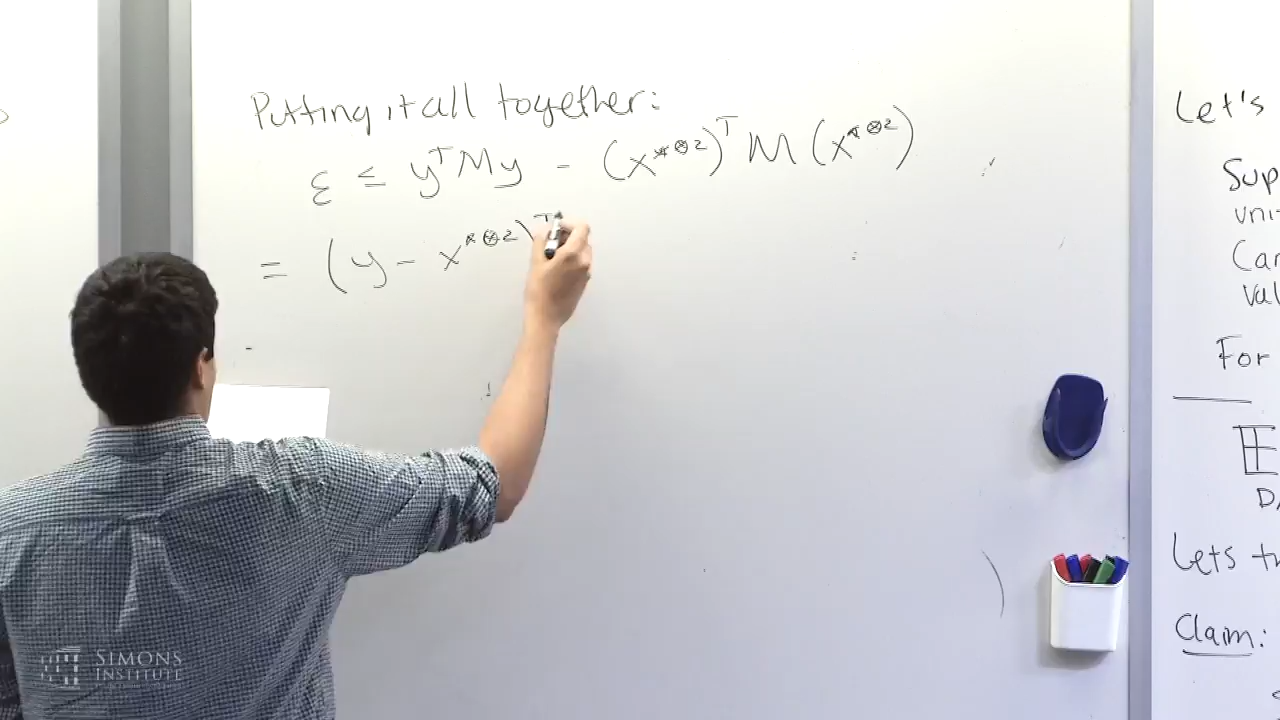 Putting it all together:
ε ≤ yᵀMy - (x^{*⊗2})ᵀ M (x^{*⊗2})
= (y - x^{*⊗2})ᵀ
Let's
Sup
uni
Car
Val
For
Lets t
Claim:
SIMONS
INSTITUTE